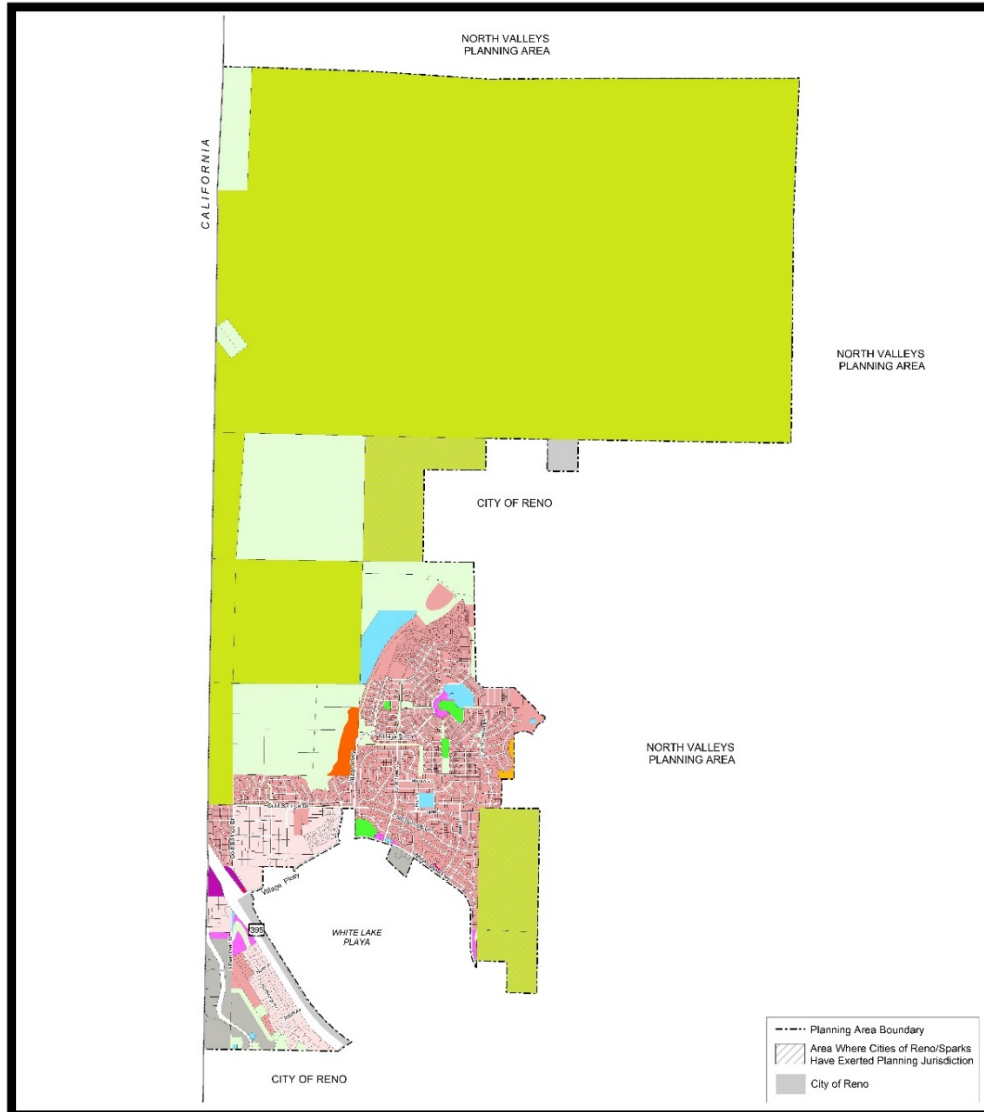 NORTH VALLEYS
PLANNING AREA
CALIFORNIA
NORTH VALLEYS
PLANNING AREA
CITY OF RENO
NORTH VALLEYS
PLANNING AREA
Village Pkwy
395
WHITE LAKE
PLAYA
CITY OF RENO
Planning Area Boundary
Area Where Cities of Reno/Sparks
Have Exerted Planning Jurisdiction
City of Reno